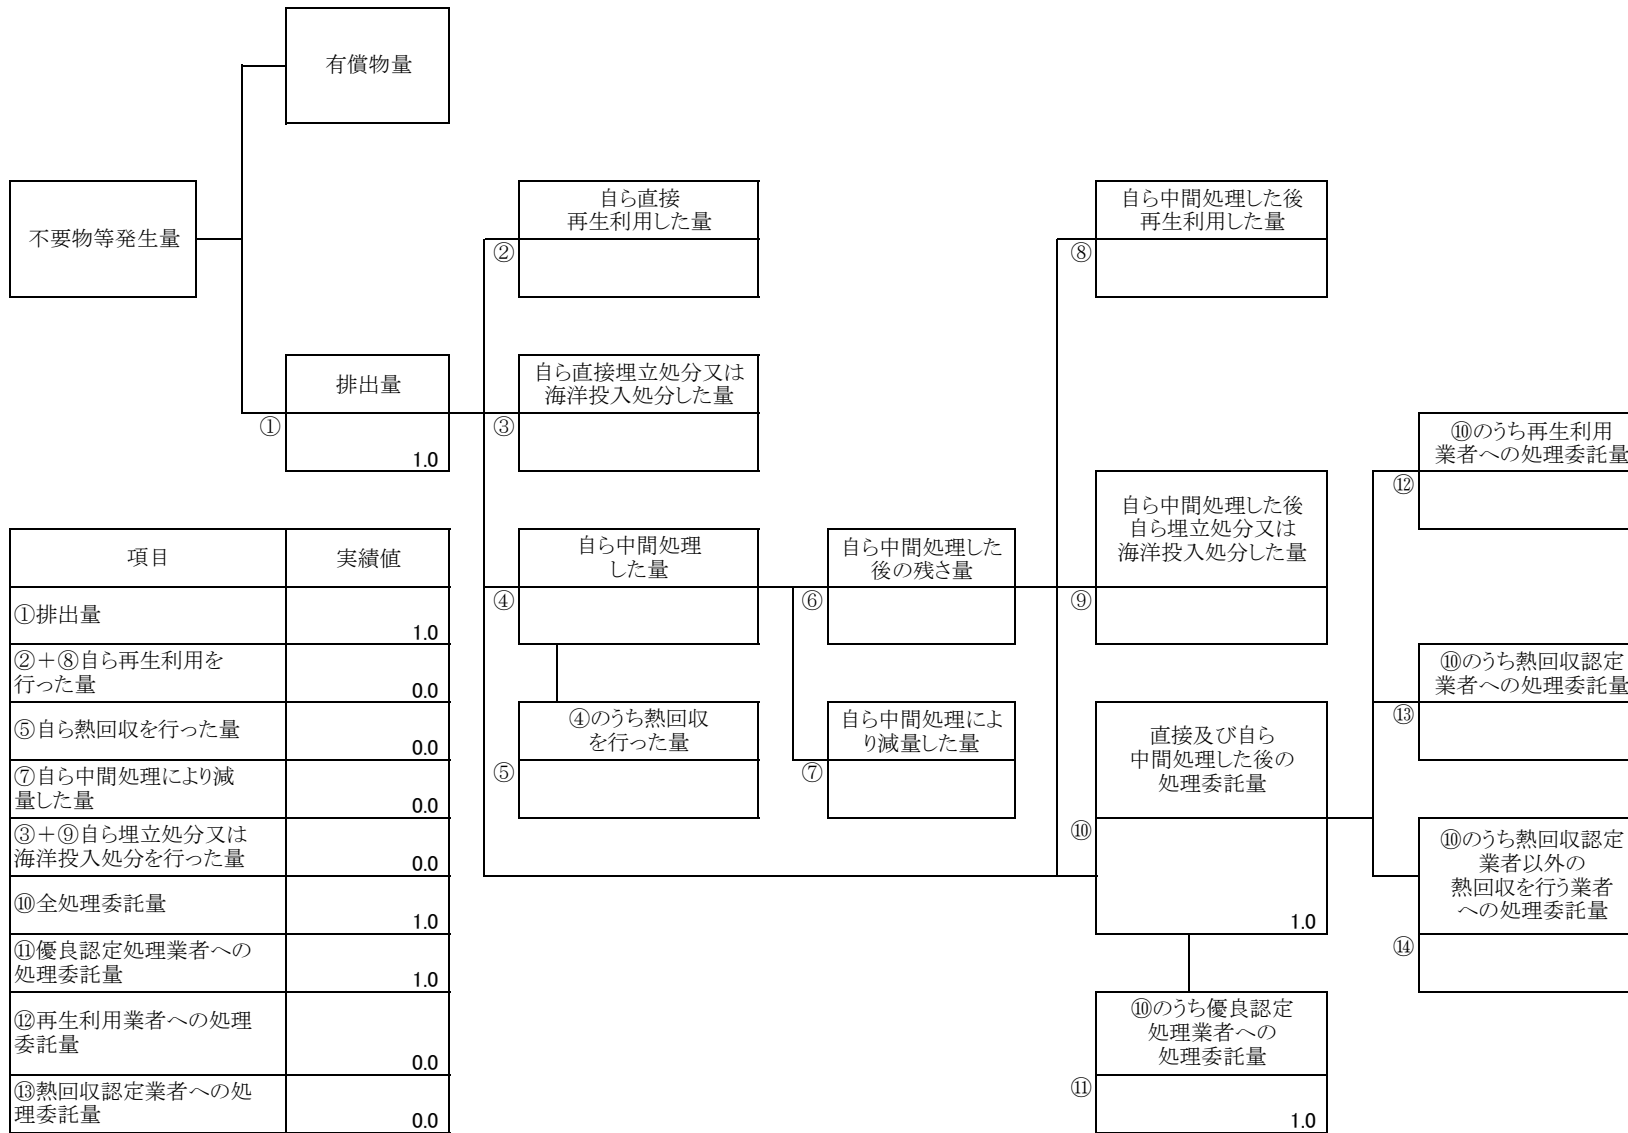 有償物量
不要物等発生量
自ら直接
再生利用した量
②
自ら中間処理した後
再生利用した量
⑧
排出量
①
1.0
自ら直接埋立処分又は
海洋投入処分した量
③
⑩のうち再生利用
業者への処理委託量
⑫
自ら中間処理
した量
④
自ら中間処理した
後の残さ量
⑥
自ら中間処理した後
自ら埋立処分又は
海洋投入処分した量
⑨
④のうち熱回収
を行った量
⑤
自ら中間処理によ
り減量した量
⑦
直接及び自ら
中間処理した後の
処理委託量
⑩
1.0
⑩のうち熱回収認定
業者への処理委託量
⑬
⑩のうち熱回収認定
業者以外の
熱回収を行う業者
への処理委託量
⑭
⑩のうち優良認定
処理業者への
処理委託量
⑪
1.0
項目 実績値
①排出量
1.0
②+⑧自ら再生利用を
行った量
0.0
⑤自ら熱回収を行った量
0.0
⑦自ら中間処理により減
量した量
0.0
③+⑨自ら埋立処分又は
海洋投入処分を行った量
0.0
⑩全処理委託量
1.0
⑪優良認定処理業者への
処理委託量
1.0
⑫再生利用業者への処理
委託量
0.0
⑬熱回収認定業者への処
理委託量
0.0